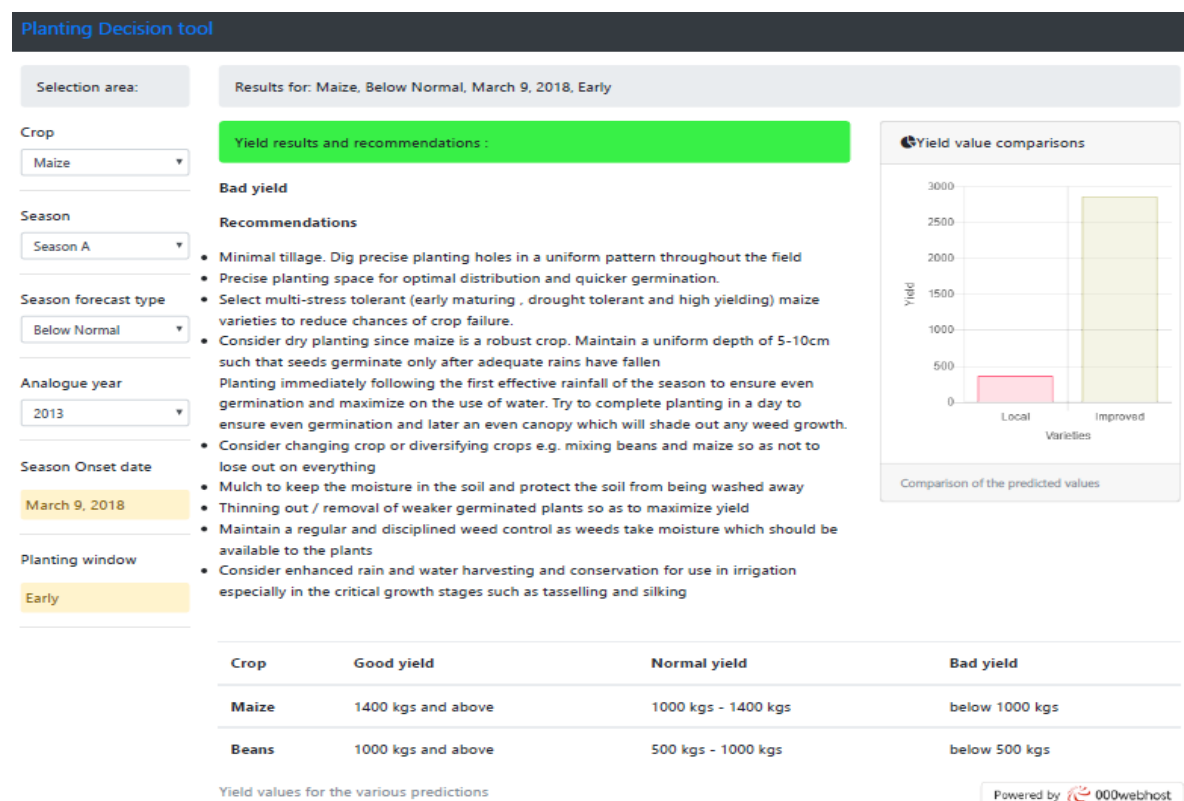 Planting Decision tool
Selection area:
Results for: Maize, Below Normal, March 9, 2018, Early
Crop
Maize
Season
Season A
Season forecast type
Below Normal
Analogue year
2013
Season Onset date
March 9, 2018
Planting window
Early
Yield results and recommendations :
Bad yield
Recommendations
• Minimal tillage. Dig precise planting holes in a uniform pattern throughout the field
• Precise planting space for optimal distribution and quicker germination.
• Select multi-stress tolerant (early maturing , drought tolerant and high yielding) maize
varieties to reduce chances of crop failure.
• Consider dry planting since maize is a robust crop. Maintain a uniform depth of 5-10cm
such that seeds germinate only after adequate rains have fallen
Planting immediately following the first effective rainfall of the season to ensure even
germination and maximize on the use of water. Try to complete planting in a day to
ensure even germination and later an even canopy which will shade out any weed growth.
• Consider changing crop or diversifying crops e.g. mixing beans and maize so as not to
lose out on everything
• Mulch to keep the moisture in the soil and protect the soil from being washed away
• Thinning out / removal of weaker germinated plants so as to maximize yield
• Maintain a regular and disciplined weed control as weeds take moisture which should be
available to the plants
• Consider enhanced rain and water harvesting and conservation for use in irrigation
especially in the critical growth stages such as tasselling and silking
Yield value comparisons
3000
2500
2000
1500
1000
500
0
Yield
Local Improved
Varieties
Comparison of the predicted values
Crop Good yield Normal yield Bad yield
Maize 1400 kgs and above 1000 kgs - 1400 kgs below 1000 kgs
Beans 1000 kgs and above 500 kgs - 1000 kgs below 500 kgs
Yield values for the various predictions
Powered by 000webhost